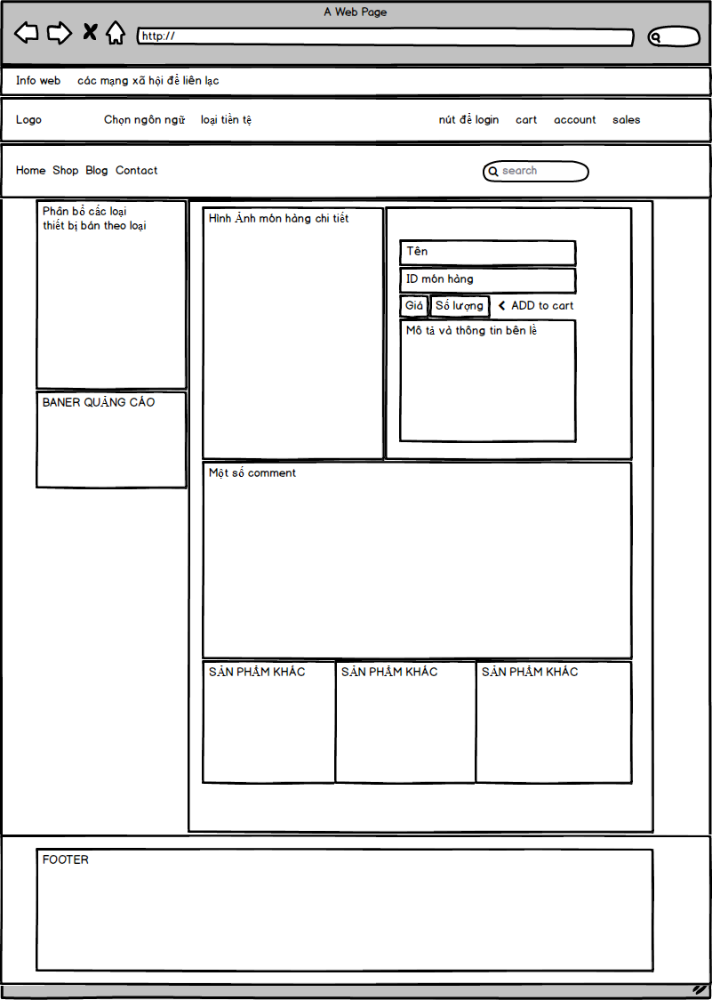 A Web Page
http://
Info web các mạng xã hội để liên lạc
Logo Chọn ngôn ngữ loại tiền tệ nút để login cart account sales
Home Shop Blog Contact search
Phân bổ cấc loại
thiết bị bán theo loại
BANER QUẢNG CÁO
Hình Ảnh món hàng chi tiết
Tên
ID món hàng
Giá Số lượng ADD to cart
Mô tả và thông tin bên lề
Một số comment
SẢN PHẨM KHÁC SẢN PHẨM KHÁC SẢN PHẨM KHÁC
FOOTER